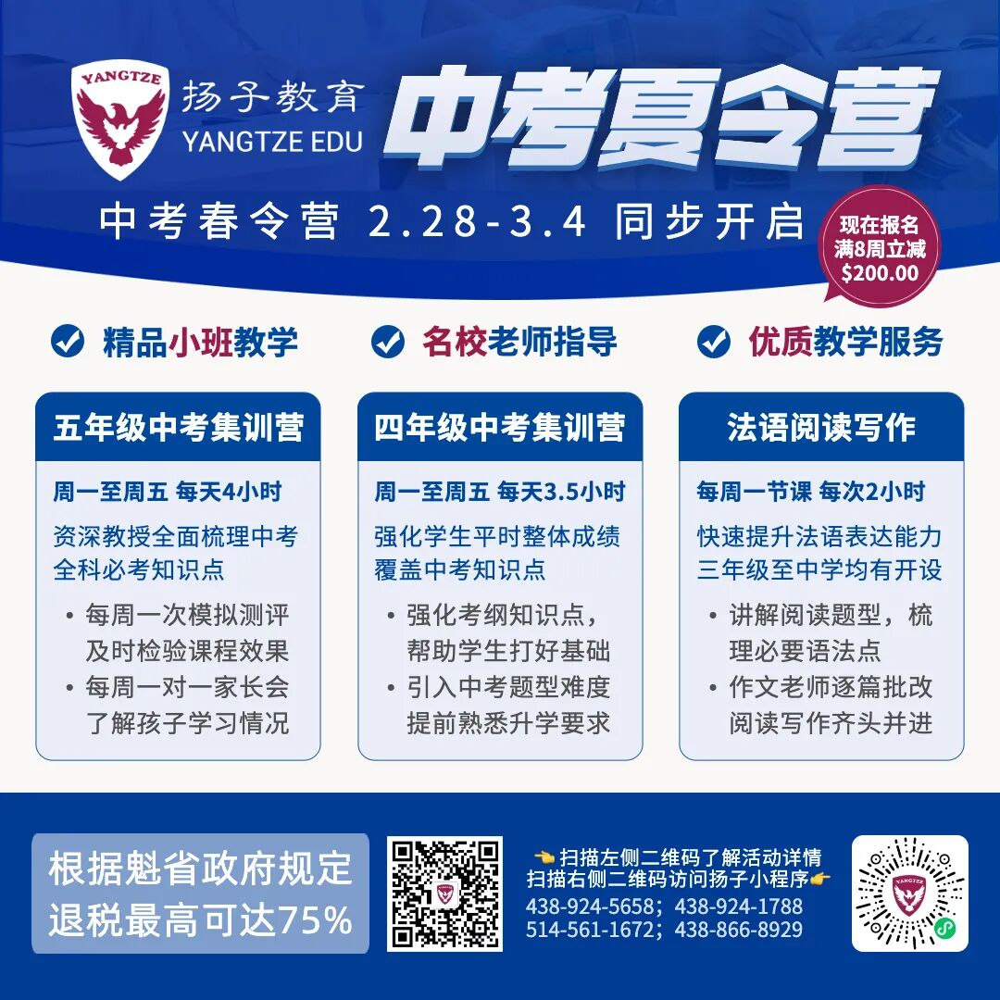 YANGTZE
扬子教育
YANGTZE EDU
中考夏令营
中考春令营 2.28-3.4 同步开启
现在报名
满8周立减
$200.00
精品小班教学
名校老师指导
优质教学服务
五年级中考集训营
周一至周五 每天4小时
资深教授全面梳理中考
全科必考知识点
• 每周一次模拟测评
及时检验课程效果
• 每周一对一家长会
了解孩子学习情况
四年级中考集训营
周一至周五 每天3.5小时
强化学生平时整体成绩
覆盖中考知识点
• 强化考纲知识点，
帮助学生打好基础
• 引入中考题型难度
提前熟悉升学要求
法语阅读写作
每周一节课 每次2小时
快速提升法语表达能力
三年级至中学均有开设
• 讲解阅读题型，梳
理必要语法点
• 作文老师逐篇批改
阅读写作齐头并进
根据魁省政府规定
退税最高可达75%
👈扫描左侧二维码了解活动详情
扫描右侧二维码访问扬子小程序👉
438-924-5658；438-924-1788
514-561-1672；438-866-8929
YANGTZE